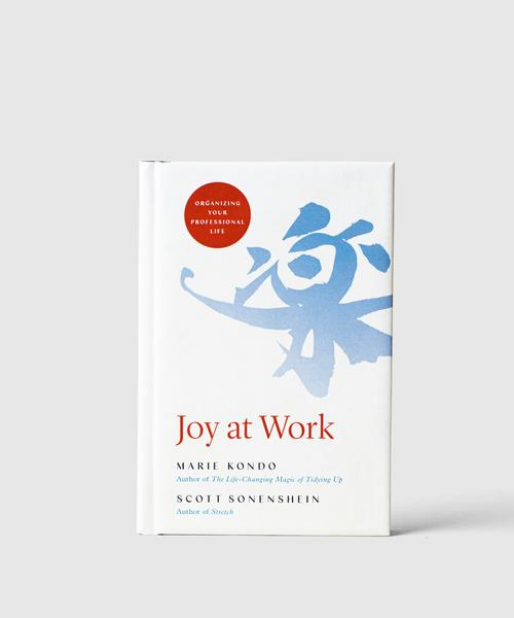 ORGANIZING
YOUR
PROFESSIONAL
LIFE
楽
Joy at Work
MARIE KONDO
Author of The Life-Changing Magic of Tidying Up
SCOTT SONENSHEIN
Author of Stretch